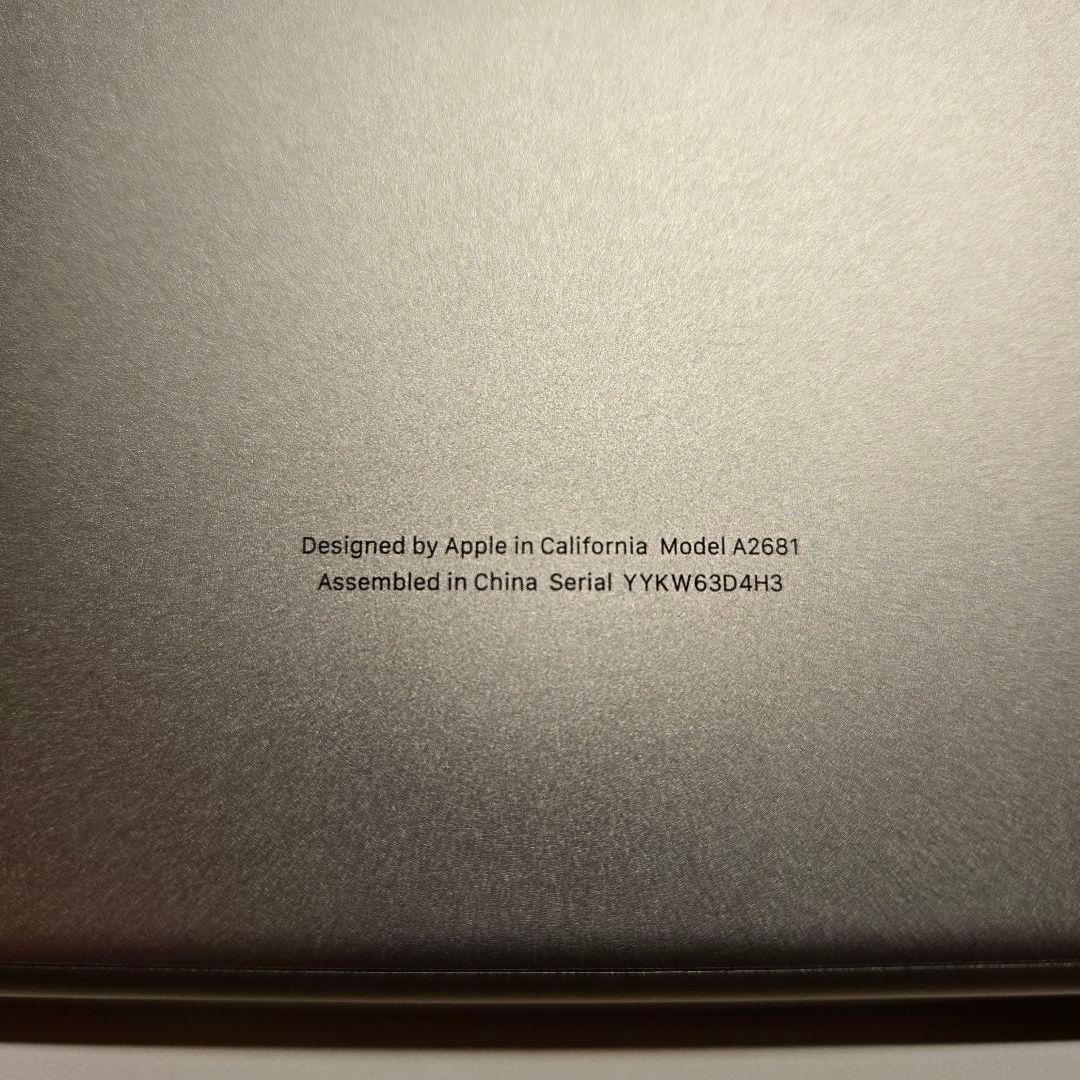 Designed by Apple in California Model A2681
Assembled in China Serial YYKW63D4H3